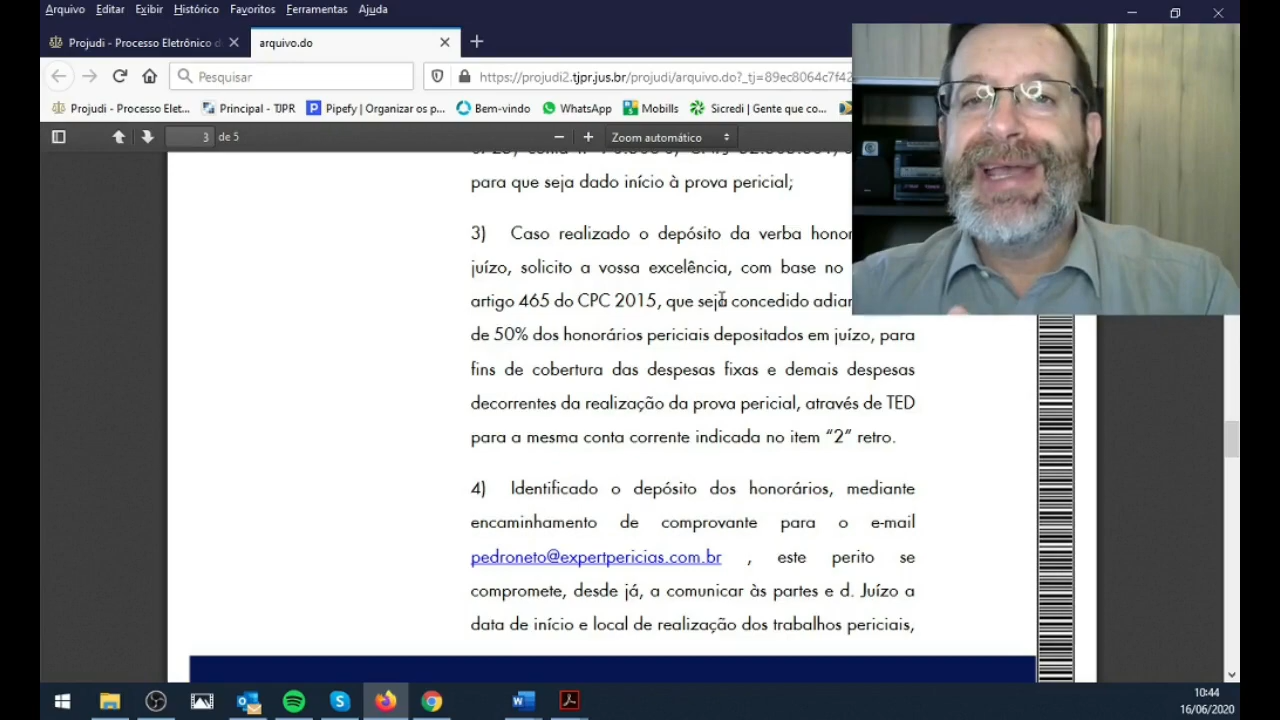 Arquivo Editar Exibir Histórico Favoritos Ferramentas Ajuda
Projudi - Processo Eletrônico d
arquivo.do
Pesquisar
https://projudi2.tjpr.jus.br/projudi/arquivo.do?_tj=89ec8064c7f42
Projudi - Processo Elet... Principal - TJPR Pipefy | Organizar os p... Bem-vindo WhatsApp Mobills Sicredi | Gente que co...
3 de 5 Zoom automático
para que seja dado início à prova pericial;
3) Caso realizado o depósito da verba honor
juízo, solicito a vossa excelência, com base no
artigo 465 do CPC 2015, que seja concedido adian
de 50% dos honorários periciais depositados em juízo, para
fins de cobertura das despesas fixas e demais despesas
decorrentes da realização da prova pericial, através de TED
para a mesma conta corrente indicada no item “2” retro.
4) Identificado o depósito dos honorários, mediante
encaminhamento de comprovante para o e-mail
pedroneto@expertpericias.com.br , este perito se
compromete, desde já, a comunicar às partes e d. Juízo a
data de início e local de realização dos trabalhos periciais,
10:44
16/06/2020